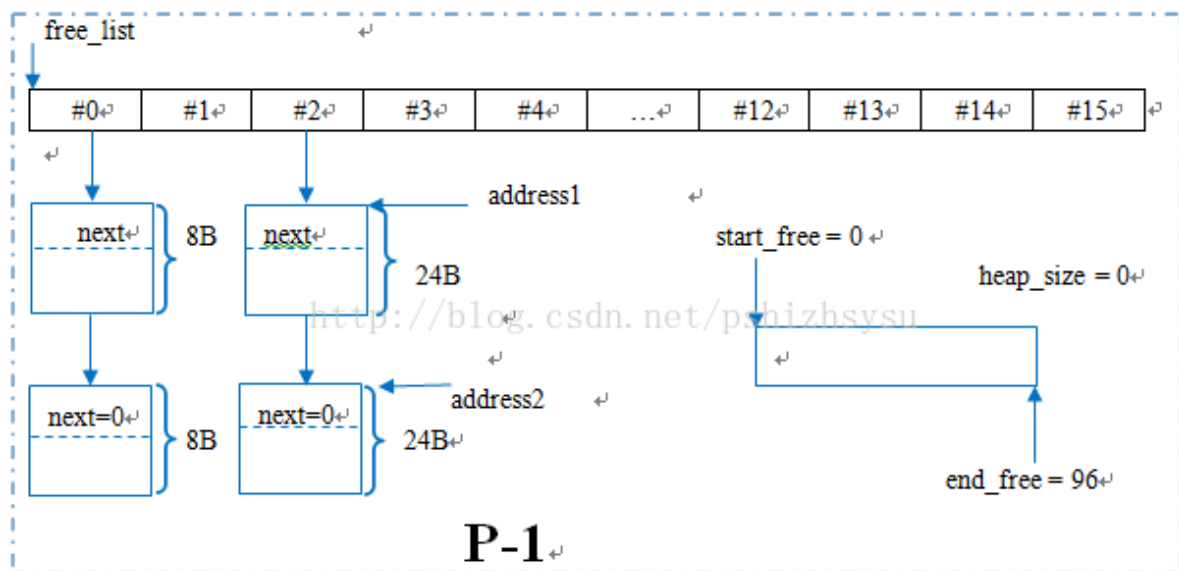 free_list
#0 #1 #2 #3 #4 … #12 #13 #14 #15
address1
next 8B next
start_free = 0
24B
heap_size = 0
http://blog.csdn.net/pshizhsysu
address2
next=0 8B next=0 24B
end_free = 96
P-1